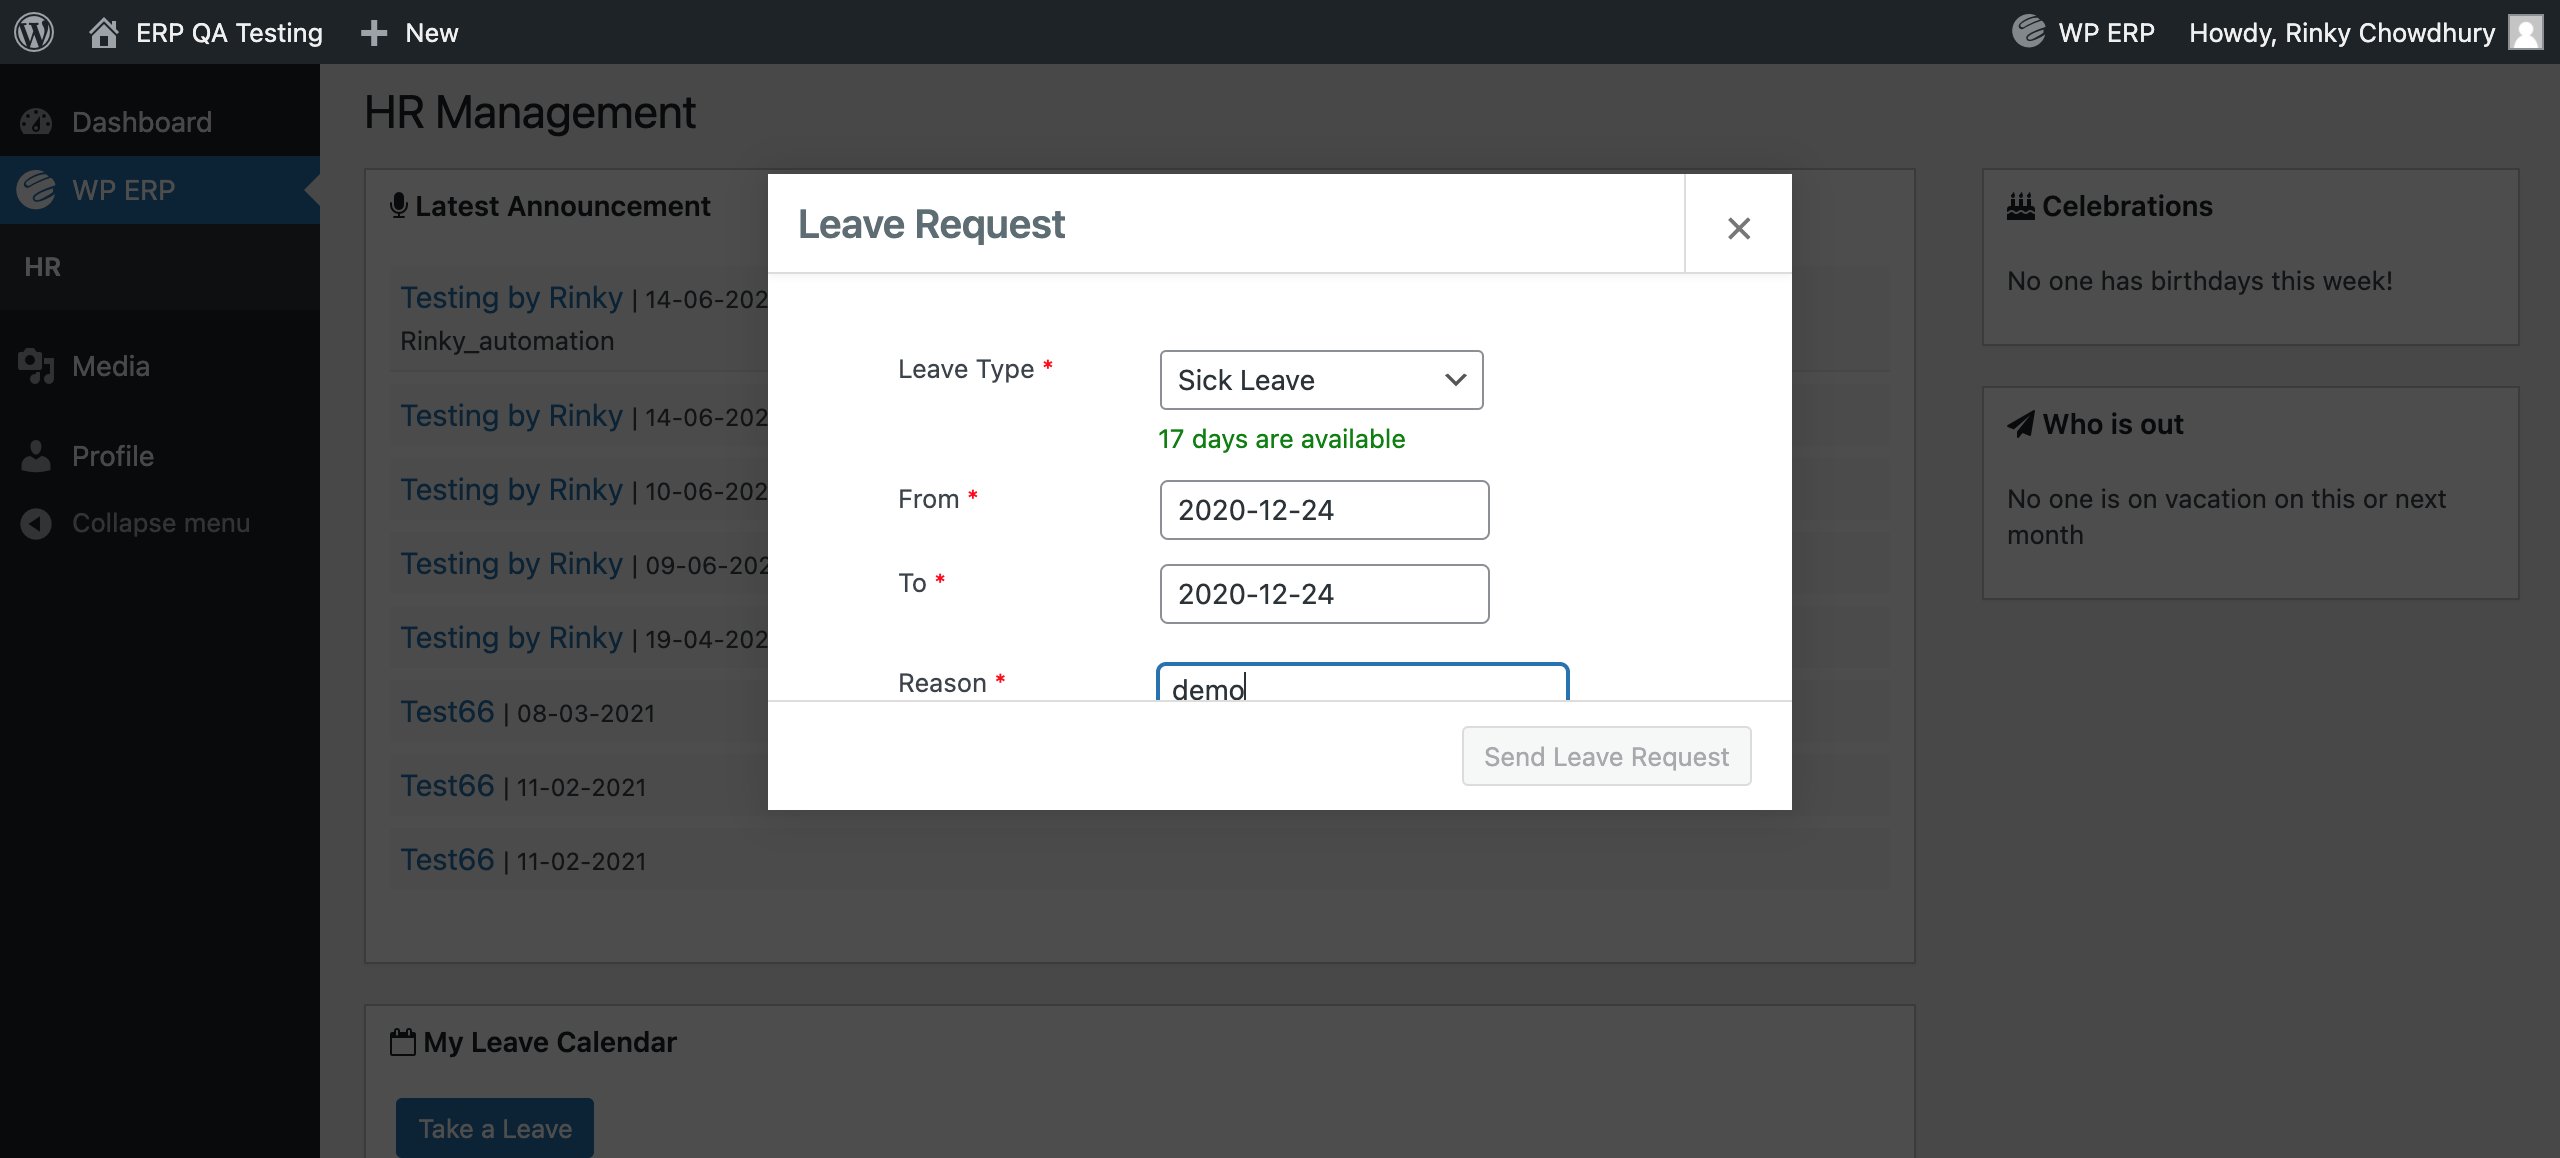 ERP QA Testing
New
WP ERP
Howdy, Rinky Chowdhury
Dashboard
WP ERP
HR
Media
Profile
Collapse menu
HR Management
Latest Announcement
Testing by Rinky | 14-06-202
Rinky_automation
Testing by Rinky | 14-06-202
Testing by Rinky | 10-06-202
Testing by Rinky | 09-06-202
Testing by Rinky | 19-04-202
Test66 | 08-03-2021
Test66 | 11-02-2021
Test66 | 11-02-2021
My Leave Calendar
Take a Leave
Leave Request
Leave Type *
Sick Leave
17 days are available
From *
2020-12-24
To *
2020-12-24
Reason *
demo
Send Leave Request
Celebrations
No one has birthdays this week!
Who is out
No one is on vacation on this or next
month